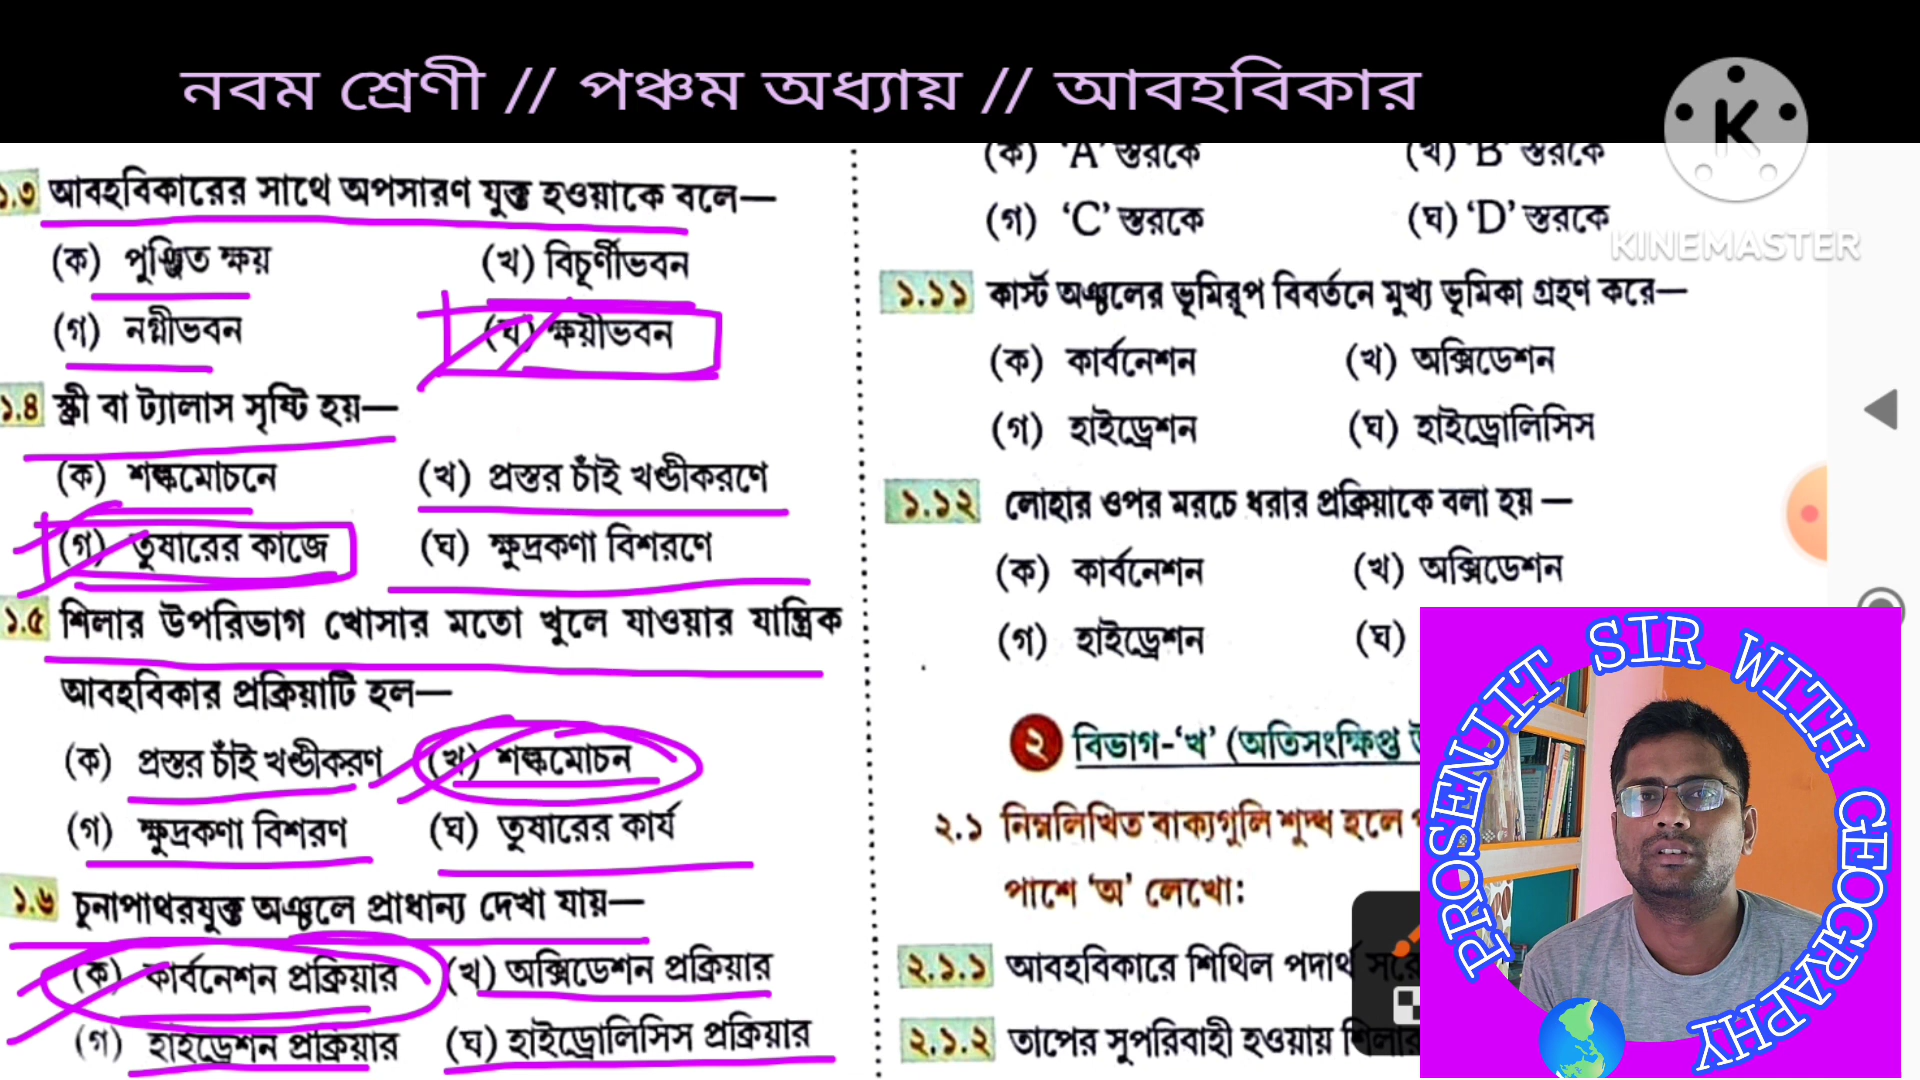 নবম শ্রেণী // পঞ্চম অধ্যায় // আবহবিকার
K
KINEMASTER
১.৩ আবহবিকারের সাথে অপসারণ যুক্ত হওয়াকে বলে—
(ক) পুঞ্জিত ক্ষয় (খ) বিচূর্ণীভবন
(গ) নগ্নীভবন (ঘ) ক্ষয়ীভবন
১.৪ স্ক্রী বা ট্যালাস সৃষ্টি হয়—
(ক) শল্কমোচনে (খ) প্রস্তর চাঁই খণ্ডীকরণে
(গ) তুষারের কাজে (ঘ) ক্ষুদ্রকণা বিশরণে
১.৫ শিলার উপরিভাগ খোসার মতো খুলে যাওয়ার যান্ত্রিক
আবহবিকার প্রক্রিয়াটি হল—
(ক) প্রস্তর চাঁই খণ্ডীকরণ (খ) শল্কমোচন
(গ) ক্ষুদ্রকণা বিশরণ (ঘ) তুষারের কার্য
১.৬ চুনাপাথরযুক্ত অঞ্চলে প্রাধান্য দেখা যায়—
(ক) কার্বনেশন প্রক্রিয়ার (খ) অক্সিডেশন প্রক্রিয়ার
(গ) হাইড্রেশন প্রক্রিয়ার (ঘ) হাইড্রোলিসিস প্রক্রিয়ার
(ক) 'A' স্তরকে (খ) 'B' স্তরকে
(গ) 'C' স্তরকে (ঘ) 'D' স্তরকে
১.১১ কার্স্ট অঞ্চলের ভূমিরূপ বিবর্তনে মুখ্য ভূমিকা গ্রহণ করে—
(ক) কার্বনেশন (খ) অক্সিডেশন
(গ) হাইড্রেশন (ঘ) হাইড্রোলিসিস
১.১২ লোহার ওপর মরচে ধরার প্রক্রিয়াকে বলা হয় —
(ক) কার্বনেশন (খ) অক্সিডেশন
(গ) হাইড্রেশন (ঘ)
২ বিভাগ-'খ' (অতিসংক্ষিপ্ত
২.১ নিম্নলিখিত বাক্যগুলি শুদ্ধ হলে
পাশে 'অ' লেখো:
২.১.১ আবহবিকারে শিথিল পদার্থ
২.১.২ তাপের সুপরিবাহী হওয়ায় শিলার
PROSENJIT SIR WITH GEOGRAPHY